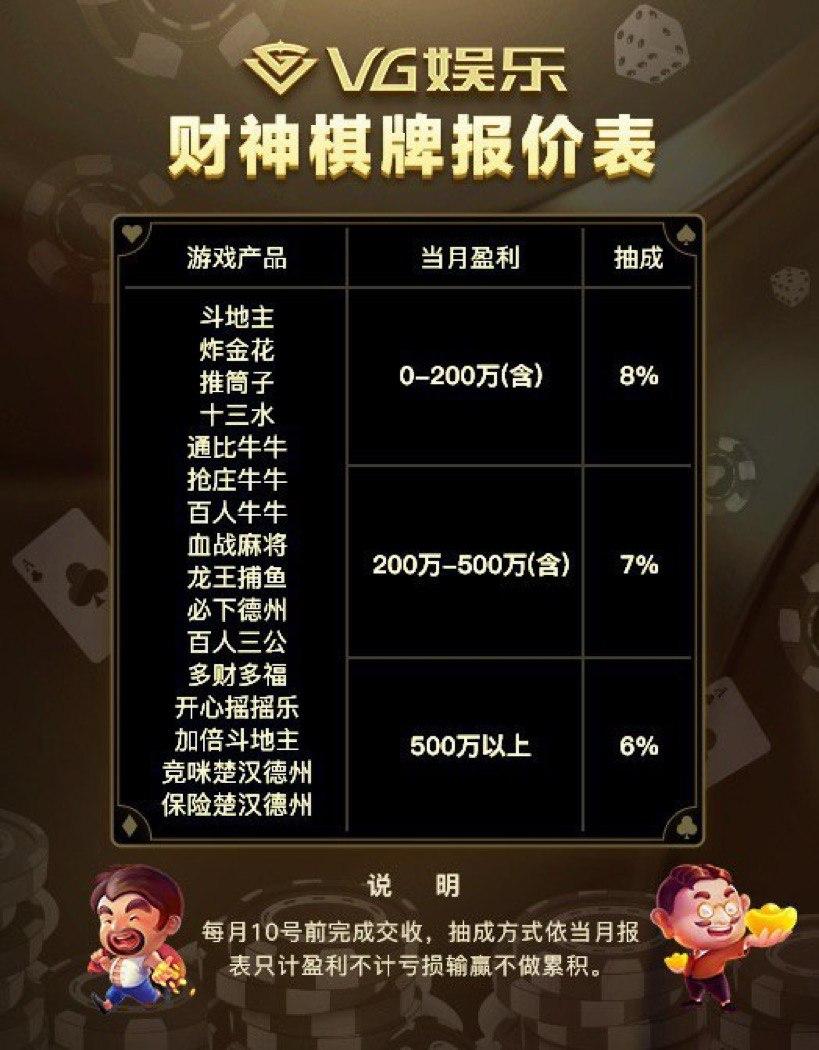 VG娱乐
财神棋牌报价表
游戏产品 当月盈利 抽成
斗地主
炸金花
推筒子
十三水
通比牛牛
抢庄牛牛
百人牛牛
血战麻将
龙王捕鱼
必下德州
百人三公
多财多福
开心摇摇乐
加倍斗地主
竞咪楚汉德州
保险楚汉德州
0-200万(含) 8%
200万-500万(含) 7%
500万以上 6%
说 明
每月10号前完成交收，抽成方式依当月报
表只计盈利不计亏损输赢不做累积。